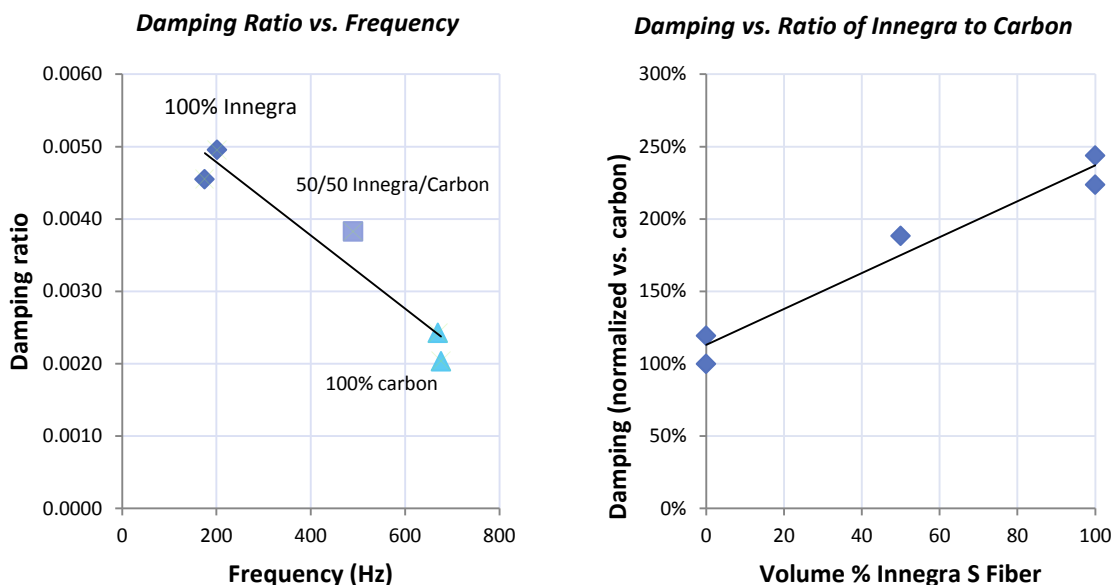 Damping Ratio vs. Frequency
0.0060
0.0050
0.0040
0.0030
0.0020
0.0010
0.0000
0
200
400
600
800
100% Innegra
50/50 Innegra/Carbon
100% carbon
Damping ratio
Frequency (Hz)
Damping vs. Ratio of Innegra to Carbon
300%
250%
200%
150%
100%
50%
0%
0
20
40
60
80
100
Damping (normalized vs. carbon)
Volume % Innegra S Fiber